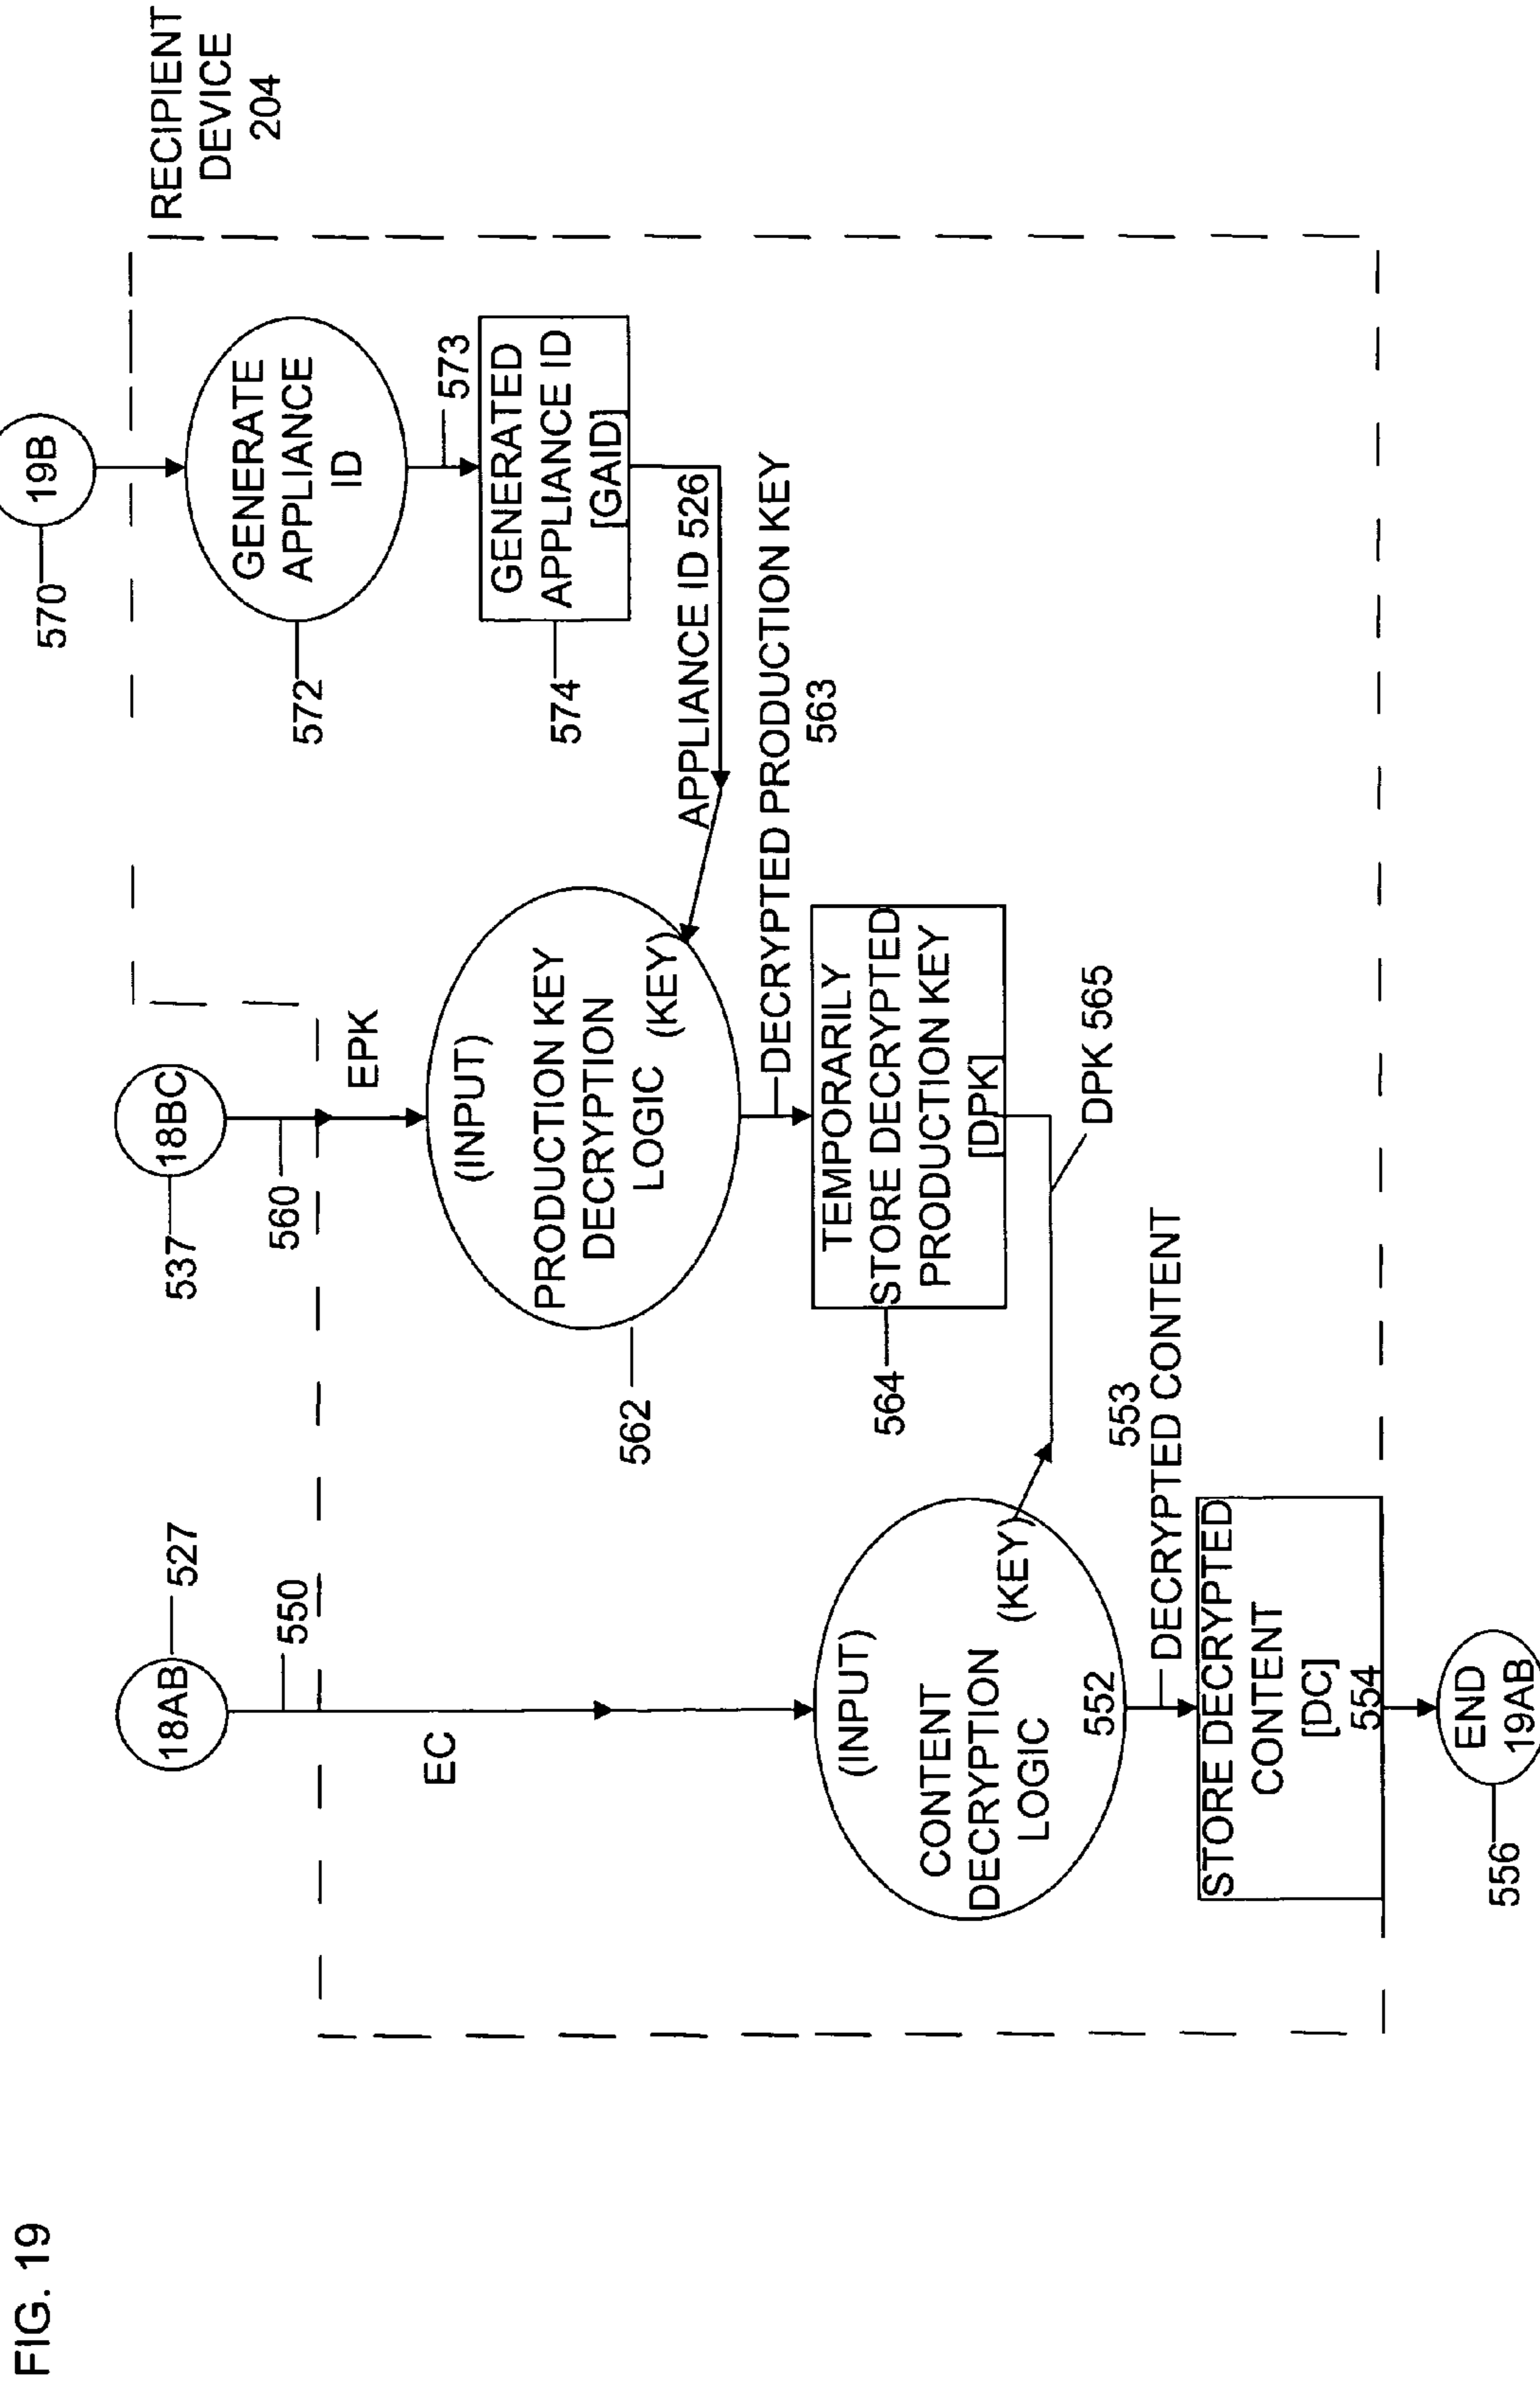 FIG. 19
18AB
527
550
EC
(INPUT)
CONTENT
DECRYPTION
LOGIC
(KEY)
552
553
DECRYPTED CONTENT
STORE DECRYPTED
CONTENT
[DC]
554
END
19AB
556
18BC
537
560
EPK
(INPUT)
PRODUCTION KEY
DECRYPTION
LOGIC
(KEY)
562
DECRYPTED PRODUCTION KEY
563
TEMPORARILY
STORE DECRYPTED
PRODUCTION KEY
[DPK]
564
DPK 565
19B
570
GENERATE
APPLIANCE
ID
572
573
GENERATED
APPLIANCE ID
[GAID]
574
APPLIANCE ID 526
RECIPIENT
DEVICE
204